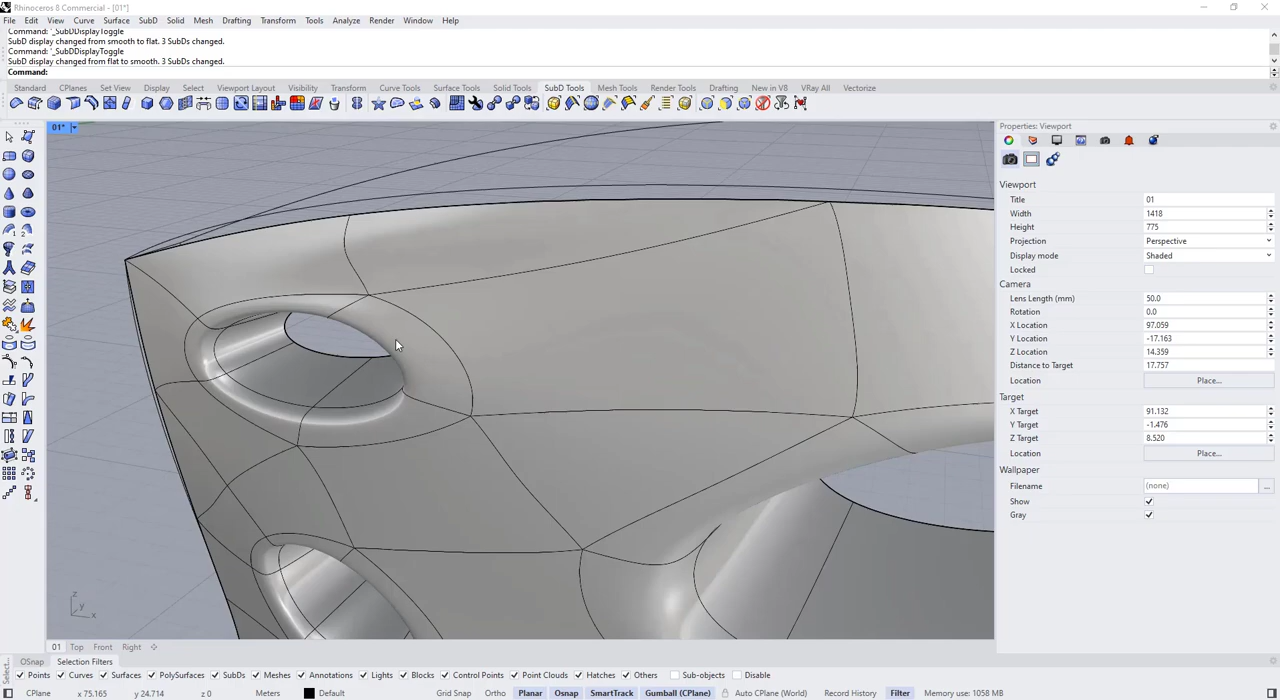 Rhinoceros 8 Commercial - [01*]
File Edit View Curve Surface SubD Solid Mesh Drafting Transform Tools Analyze Render Window Help
Command: '_SubDDisplayToggle
SubD display changed from smooth to flat. 3 SubDs changed.
Command: '_SubDDisplayToggle
SubD display changed from flat to smooth. 3 SubDs changed.
Command:
Standard CPlanes Set View Display Select Viewport Layout Visibility Transform Curve Tools Surface Tools Solid Tools SubD Tools Mesh Tools Render Tools Drafting New in V8 VRay All Vectorize
01*
Properties: Viewport
Viewport
Title 01
Width 1418
Height 775
Projection Perspective
Display mode Shaded
Locked
Camera
Lens Length (mm) 50.0
Rotation 0.0
X Location 97.059
Y Location -17.163
Z Location 14.359
Distance to Target 17.757
Location Place...
Target
X Target 91.132
Y Target -1.476
Z Target 8.520
Location Place...
Wallpaper
Filename (none) ...
Show
Gray
z
y
x
01 Top Front Right
OSnap Selection Filters
Select...
Points Curves Surfaces PolySurfaces SubDs Meshes Annotations Lights Blocks Control Points Point Clouds Hatches Others Sub-objects Disable
CPlane x 75.165 y 24.714 z 0 Meters Default Grid Snap Ortho Planar Osnap SmartTrack Gumball (CPlane) Auto CPlane (World) Record History Filter Memory use: 1058 MB